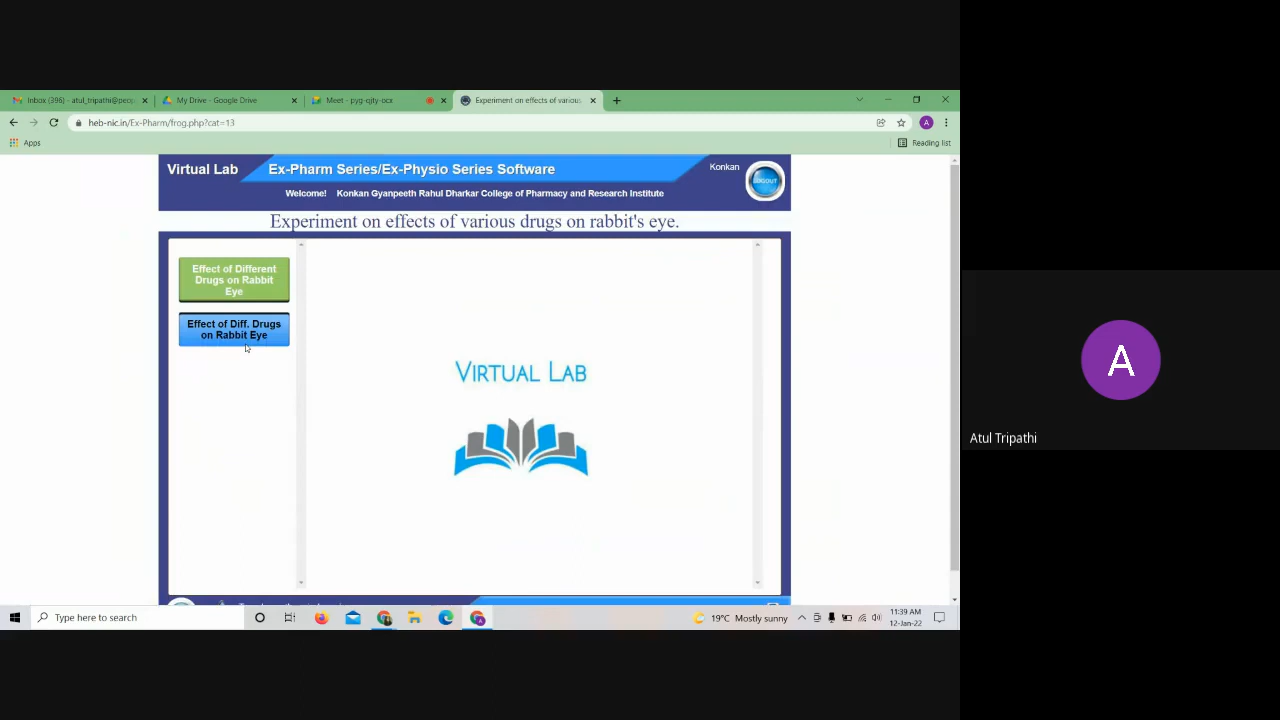 Inbox (396) - atul_tripathi@pecc
My Drive - Google Drive
Meet - pyg-qjty-ocx
Experiment on effects of variou
heb-nic.in/Ex-Pharm/frog.php?cat=13
A
Apps
Reading list
Virtual Lab
Ex-Pharm Series/Ex-Physio Series Software
Konkan
LOGOUT
Welcome! Konkan Gyanpeeth Rahul Dharkar College of Pharmacy and Research Institute
Experiment on effects of various drugs on rabbit's eye.
Effect of Different
Drugs on Rabbit
Eye
Effect of Diff. Drugs
on Rabbit Eye
VIRTUAL LAB
A
Atul Tripathi
Type here to search
19°C Mostly sunny
11:39 AM
12-Jan-22